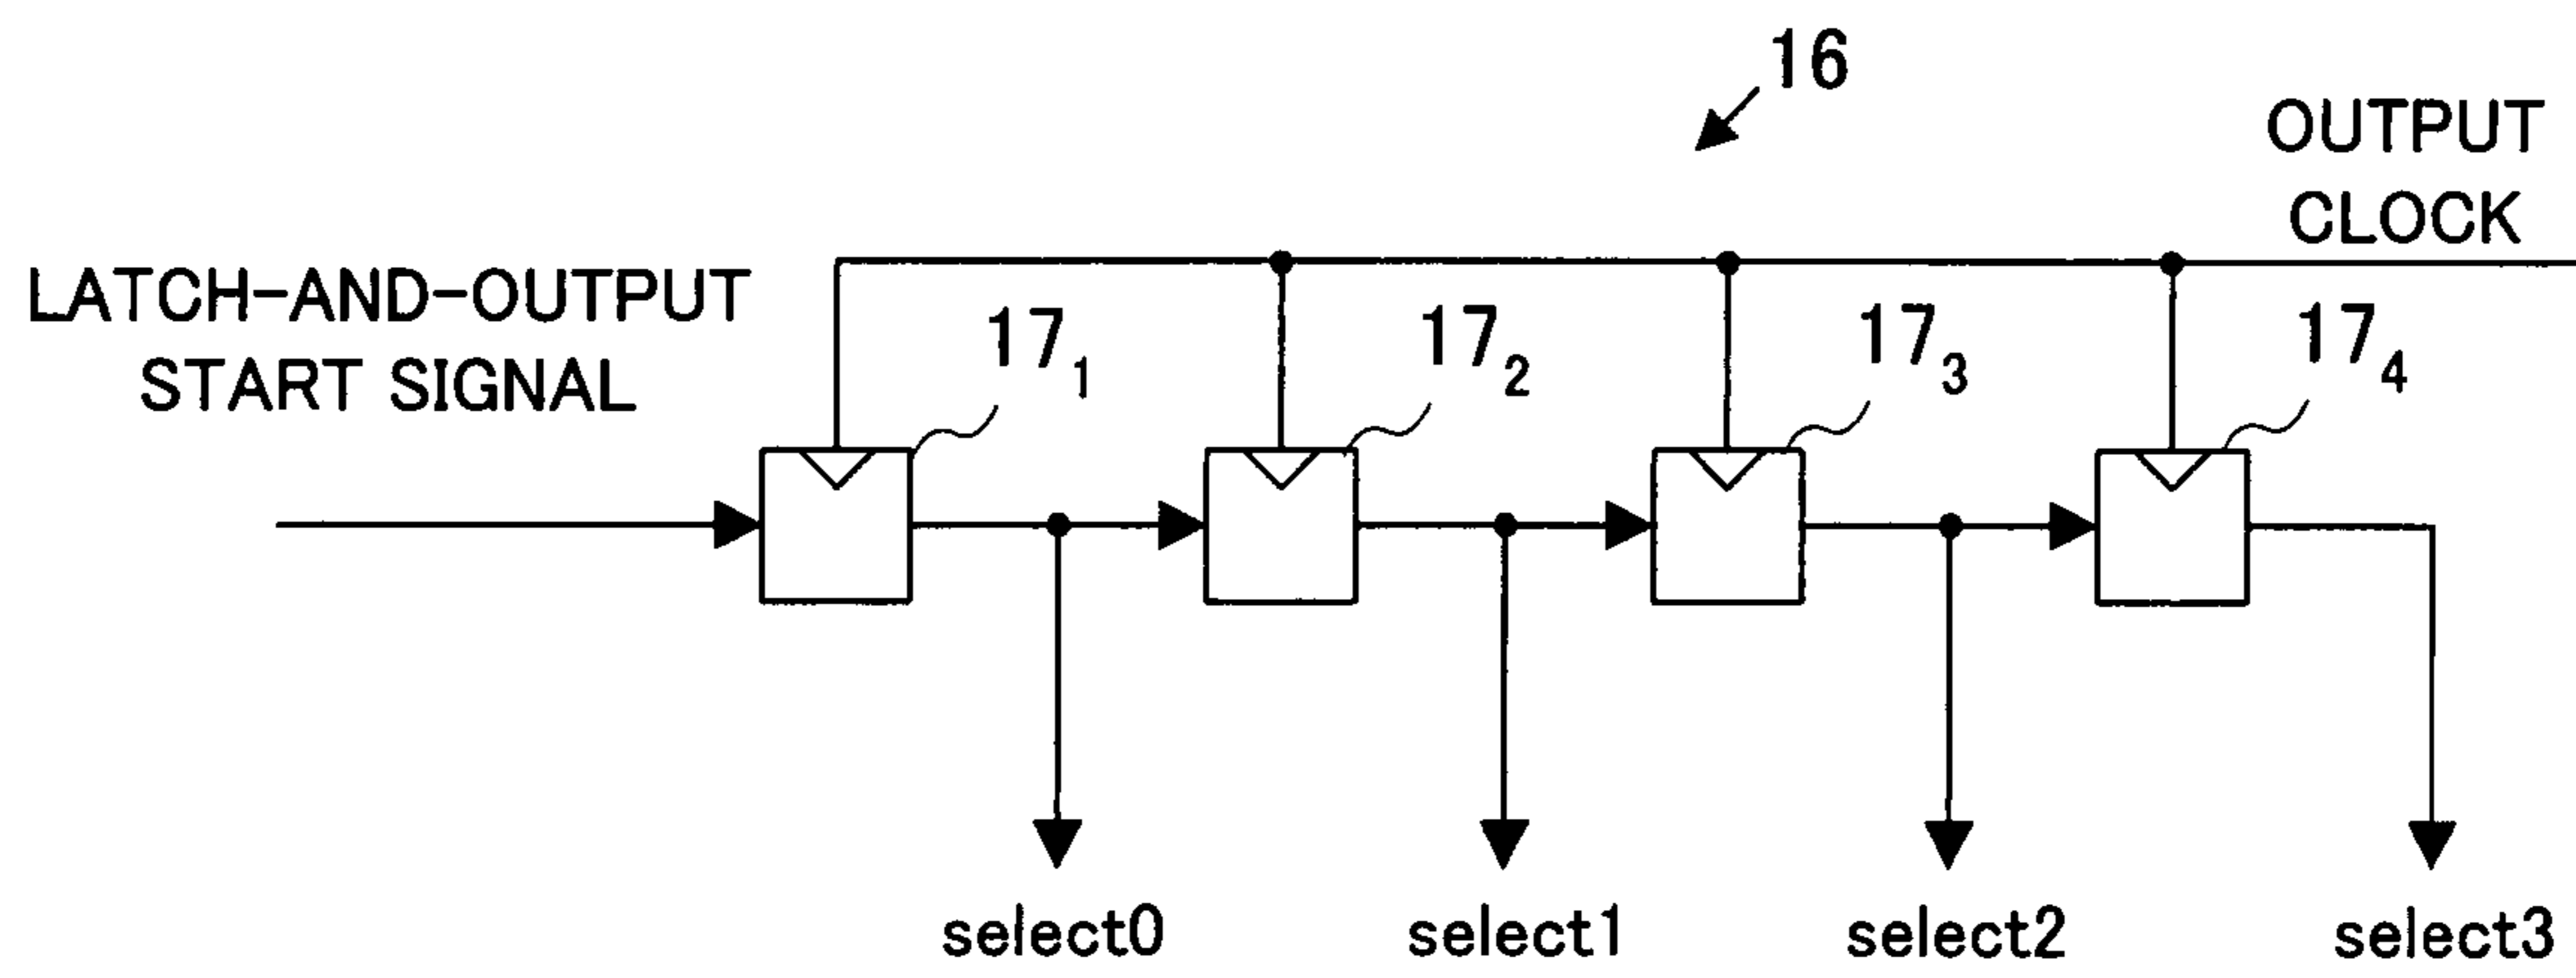 16
OUTPUT
CLOCK
LATCH-AND-OUTPUT
START SIGNAL
17₁
17₂
17₃
17₄
select0
select1
select2
select3